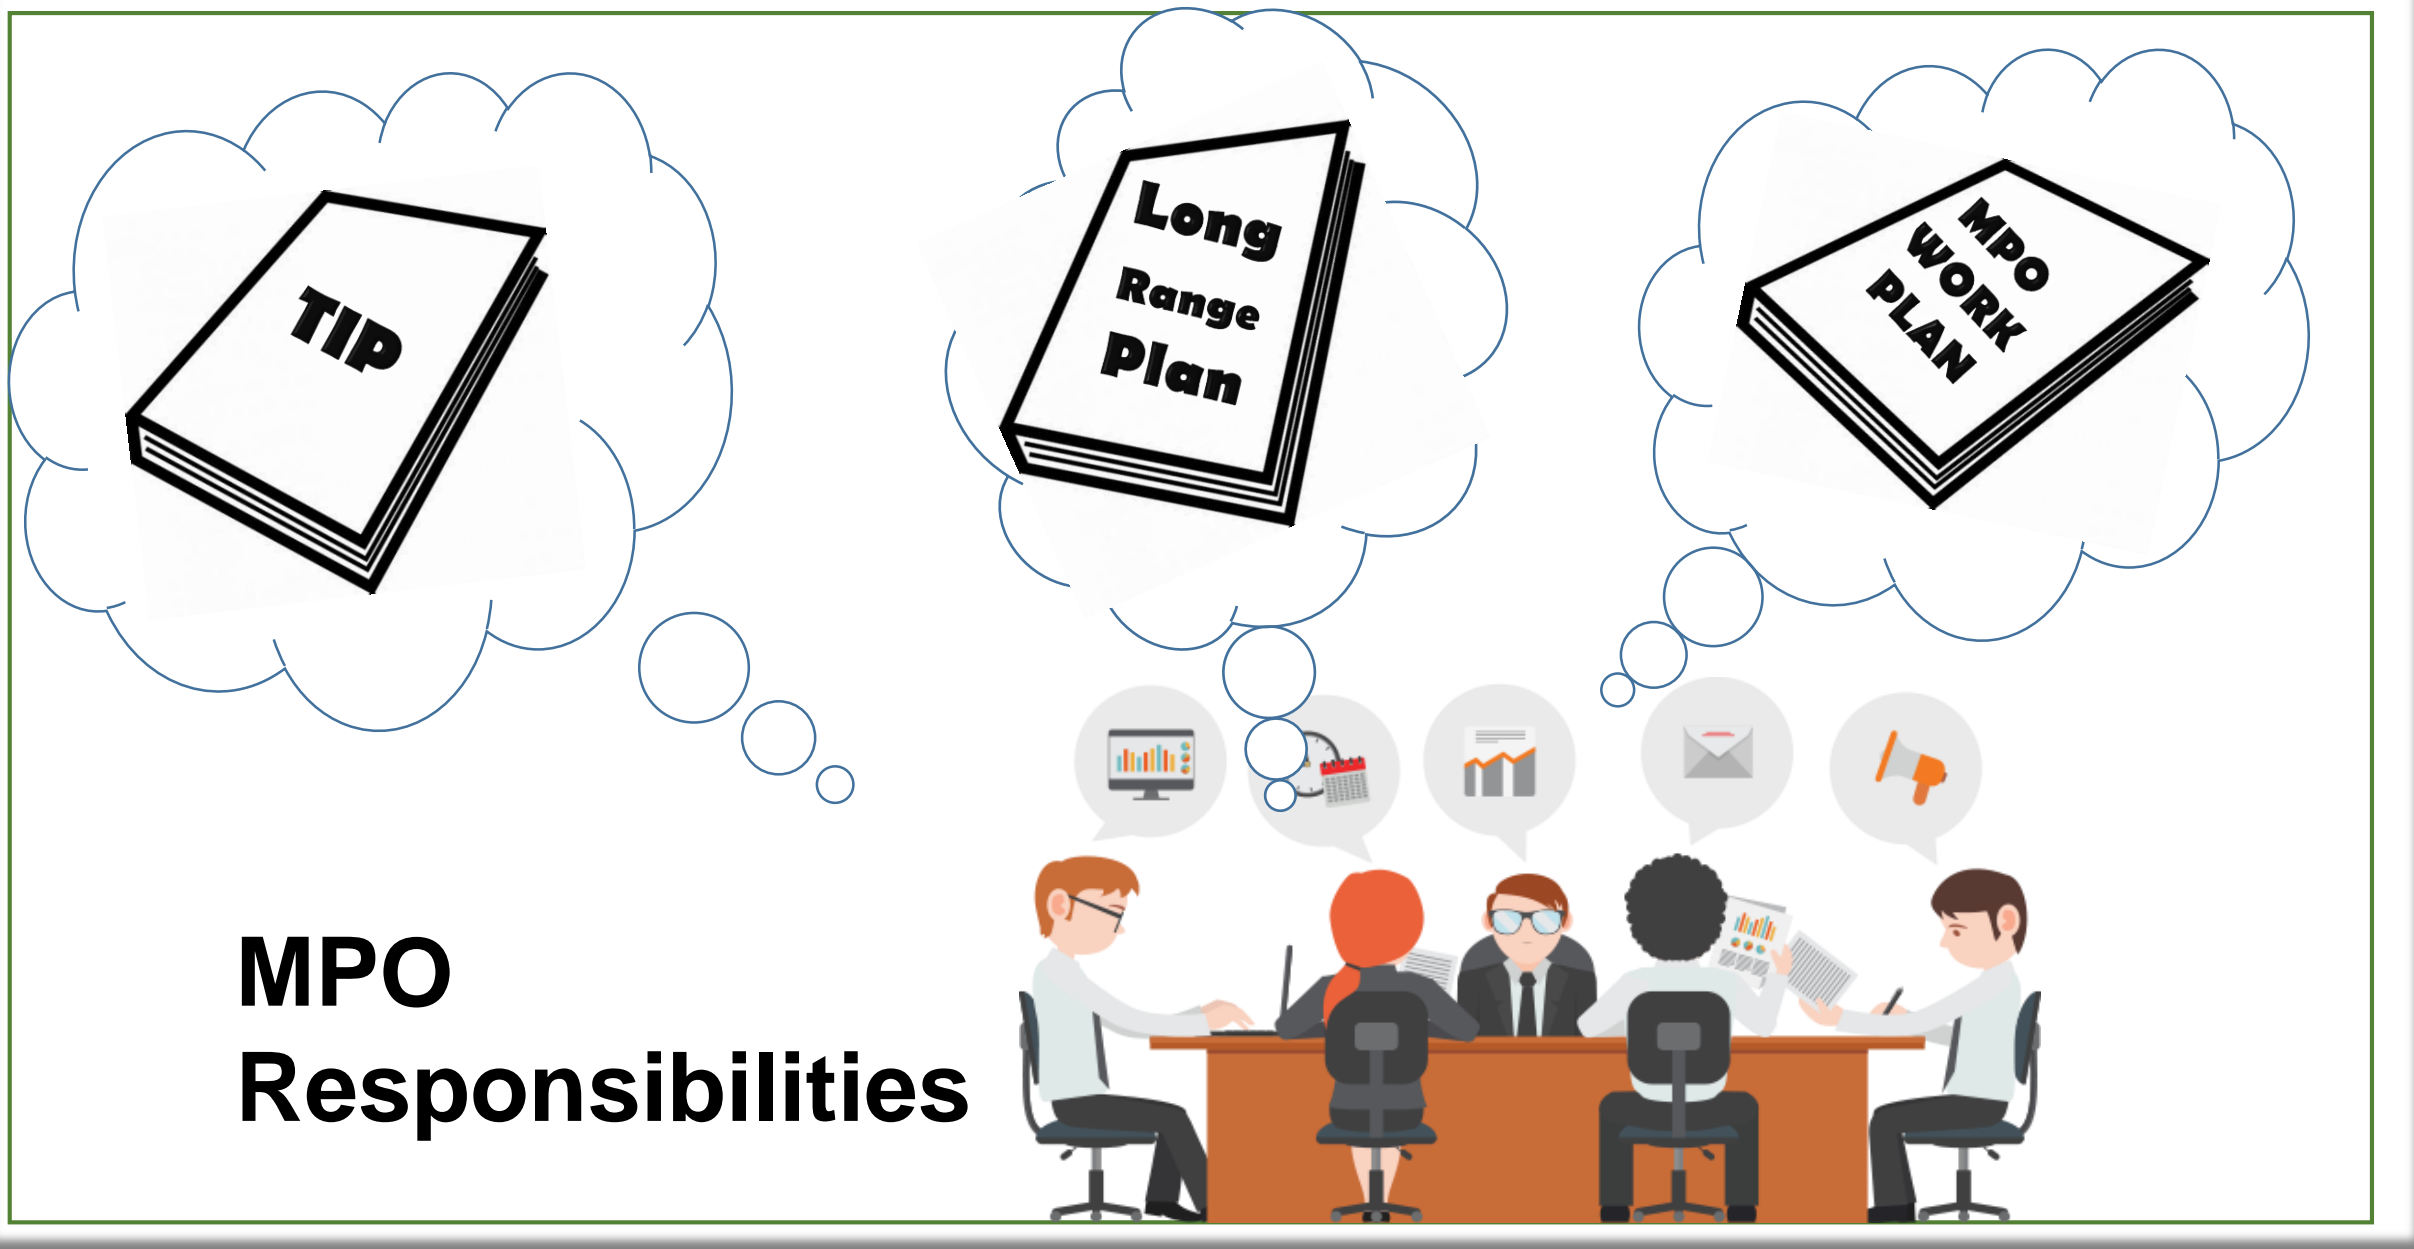 TIP
Long
Range
Plan
MPO
WORK
PLAN
MPO
Responsibilities